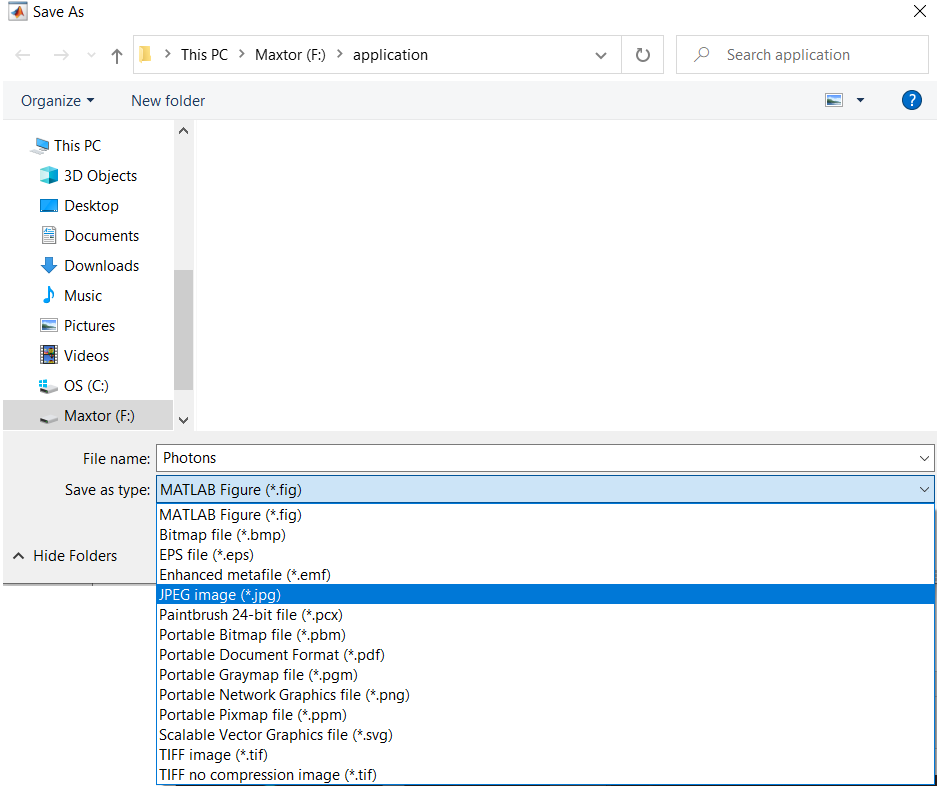 Save As
This PC
Maxtor (F:)
application
Search application
Organize
New folder
?
This PC
3D Objects
Desktop
Documents
Downloads
Music
Pictures
Videos
OS (C:)
Maxtor (F:)
File name: Photons
Save as type: MATLAB Figure (*.fig)
MATLAB Figure (*.fig)
Bitmap file (*.bmp)
EPS file (*.eps)
Hide Folders
Enhanced metafile (*.emf)
JPEG image (*.jpg)
Paintbrush 24-bit file (*.pcx)
Portable Bitmap file (*.pbm)
Portable Document Format (*.pdf)
Portable Graymap file (*.pgm)
Portable Network Graphics file (*.png)
Portable Pixmap file (*.ppm)
Scalable Vector Graphics file (*.svg)
TIFF image (*.tif)
TIFF no compression image (*.tif)